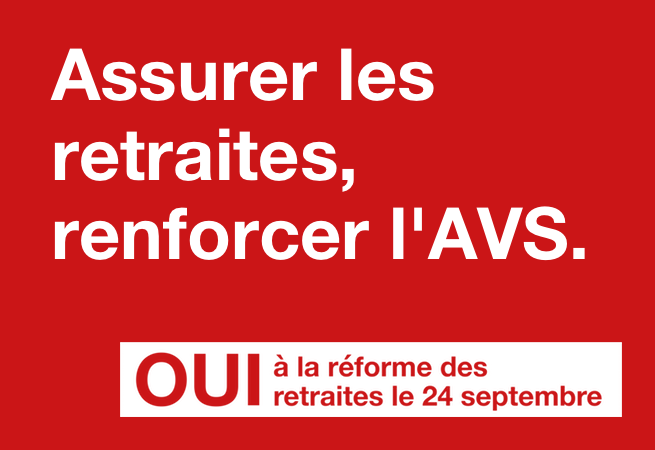 Assurer les
retraites,
renforcer l'AVS.
OUI à la réforme des
retraites le 24 septembre